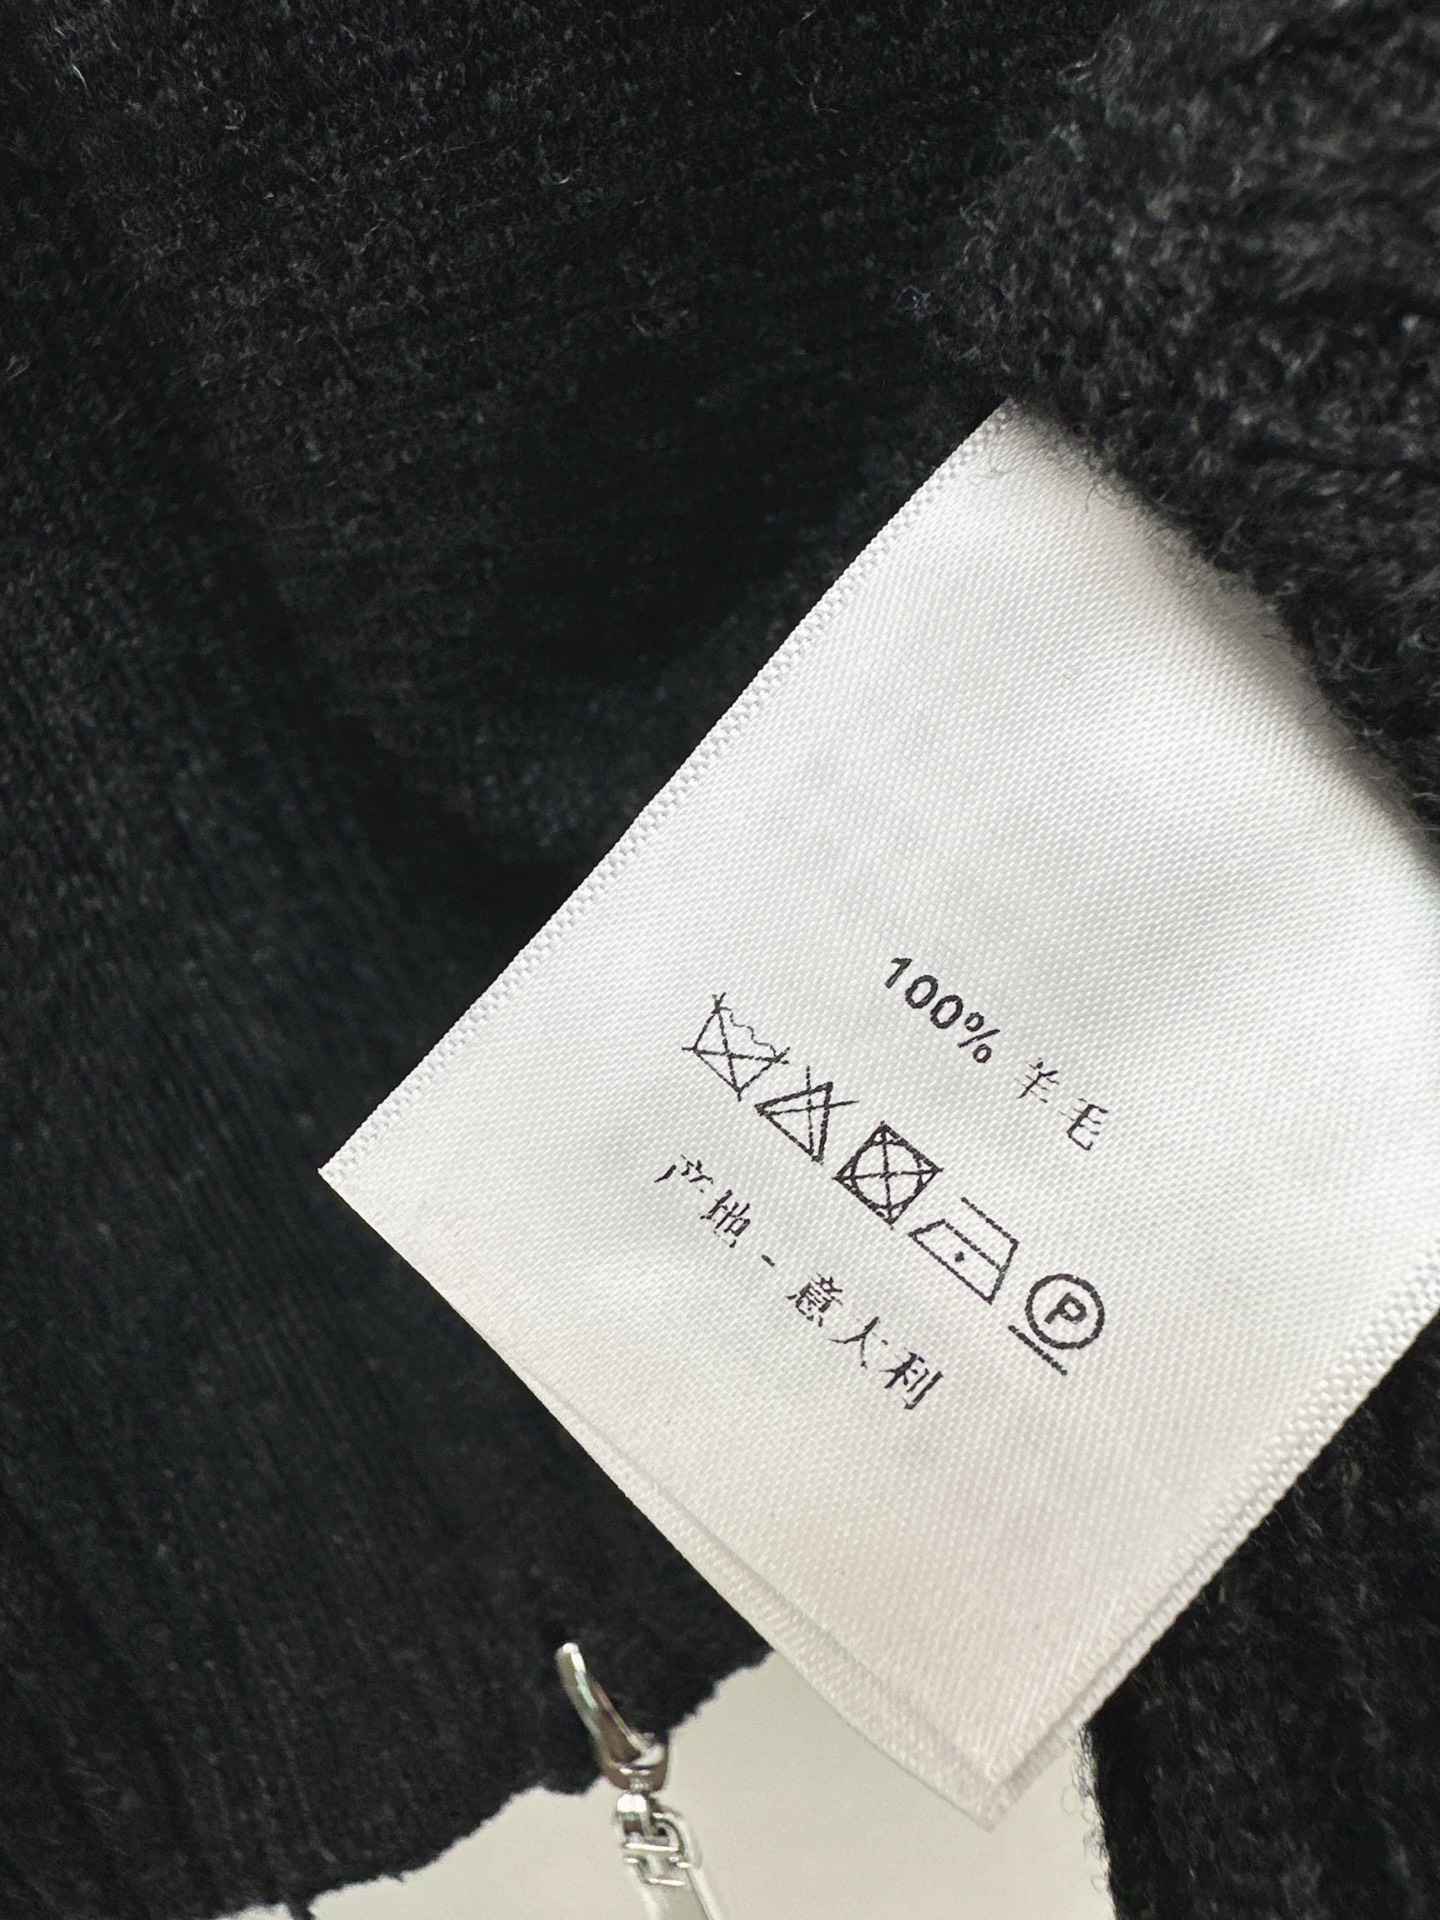 100% 羊毛
P
产地 - 意大利